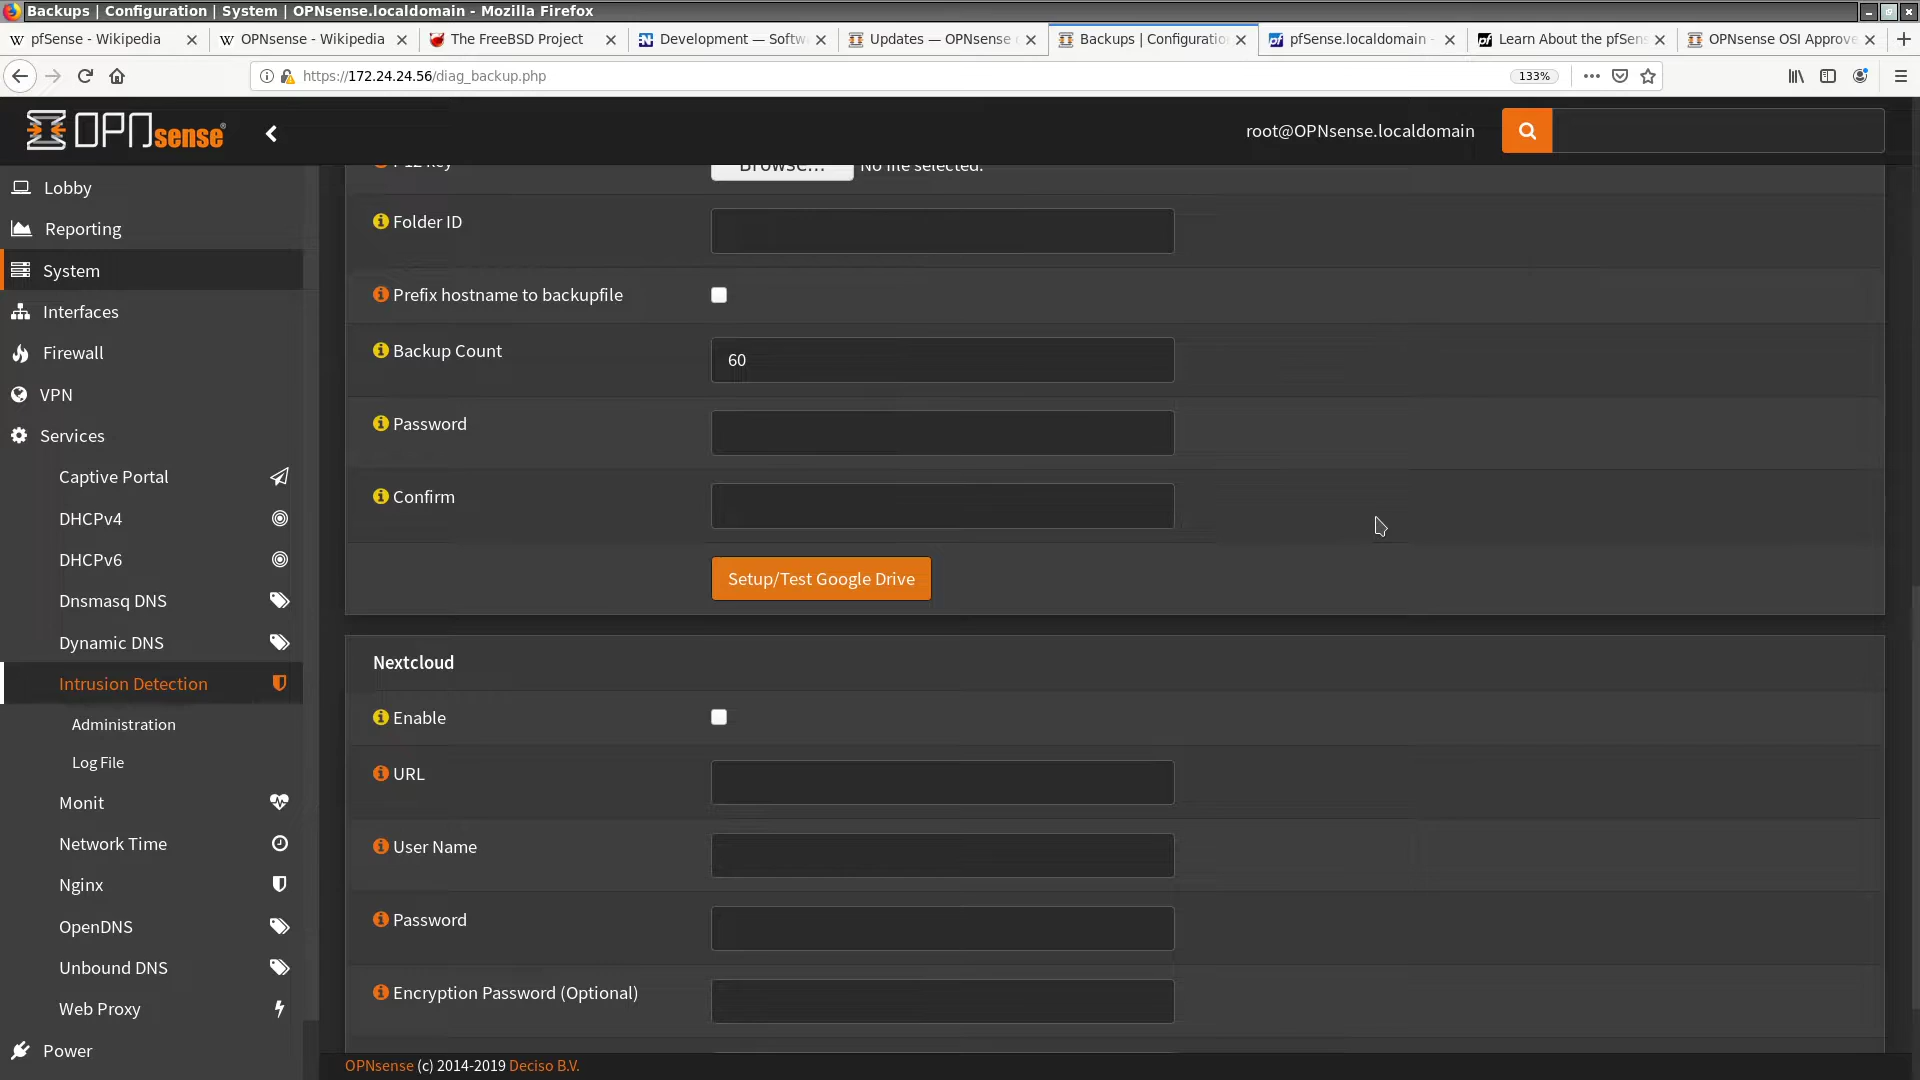 Backups | Configuration | System | OPNsense.localdomain - Mozilla Firefox
pfSense - Wikipedia
OPNsense - Wikipedia
The FreeBSD Project
Development — Softw
Updates — OPNsense
Backups | Configuratio
pfSense.localdomain -
Learn About the pfSens
OPNsense OSI Approve
https://172.24.24.56/diag_backup.php
133%
OPNsense
root@OPNsense.localdomain
Lobby
Reporting
System
Interfaces
Firewall
VPN
Services
Captive Portal
DHCPv4
DHCPv6
Dnsmasq DNS
Dynamic DNS
Intrusion Detection
Administration
Log File
Monit
Network Time
Nginx
OpenDNS
Unbound DNS
Web Proxy
Power
Browse... No file selected.
Folder ID
Prefix hostname to backupfile
Backup Count
60
Password
Confirm
Setup/Test Google Drive
Nextcloud
Enable
URL
User Name
Password
Encryption Password (Optional)
OPNsense (c) 2014-2019 Deciso B.V.